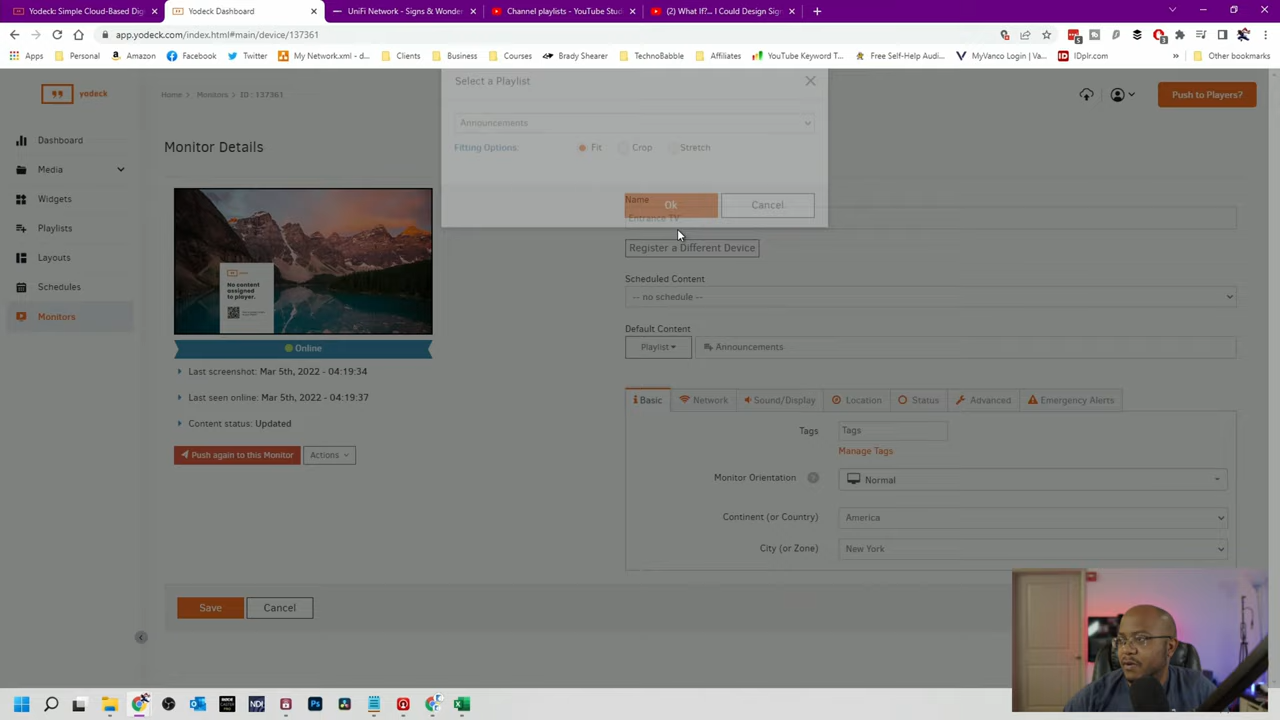 Yodeck: Simple Cloud-Based Digi
Yodeck Dashboard
UniFi Network - Signs & Wonder
Channel playlists - YouTube Stud
(2) What If?... I Could Design Sig
app.yodeck.com/index.html#main/device/137361
Apps
Personal
Amazon
Facebook
Twitter
My Network.xml - d...
Clients
Business
Courses
Brady Shearer
TechnoBabble
Affiliates
YouTube Keyword T...
Free Self-Help Audi...
MyVanco Login | Va...
IDplr.com
»
Other bookmarks
yodeck
Home
Monitors
ID : 137361
Push to Players?
Select a Playlist
Announcements
Fitting Options:
Fit
Crop
Stretch
Ok
Cancel
Dashboard
Media
Widgets
Playlists
Layouts
Schedules
Monitors
Monitor Details
No content
assigned
to player.
Online
Last screenshot: Mar 5th, 2022 - 04:19:34
Last seen online: Mar 5th, 2022 - 04:19:37
Content status: Updated
Push again to this Monitor
Actions
Name
Entrance TV
Register a Different Device
Scheduled Content
-- no schedule --
Default Content
Playlist
Announcements
Basic
Network
Sound/Display
Location
Status
Advanced
Emergency Alerts
Tags
Tags
Manage Tags
Monitor Orientation
Normal
Continent (or Country)
America
City (or Zone)
New York
Save
Cancel